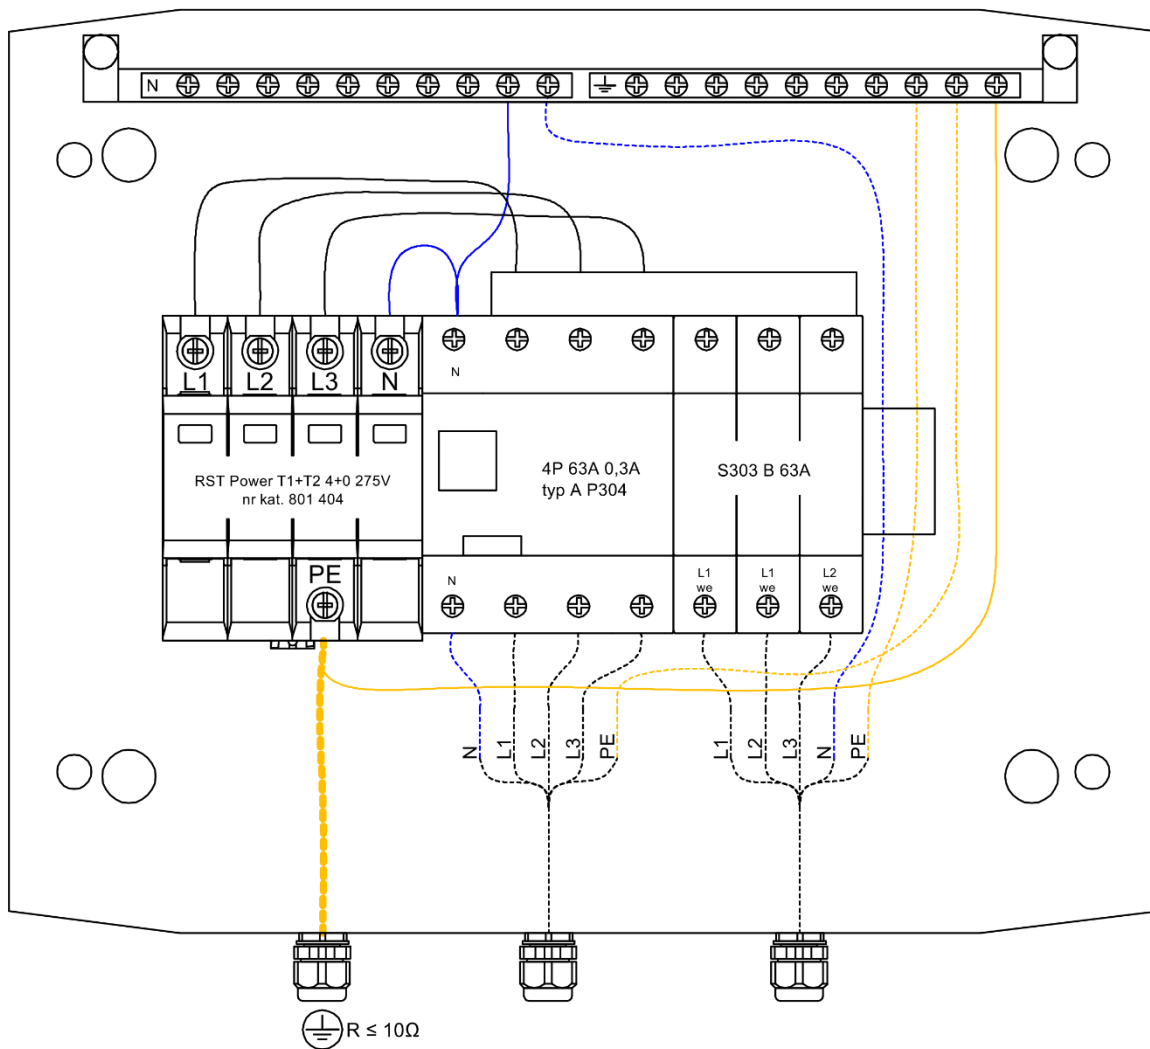 N
L1 L2 L3 N
N
RST Power T1+T2 4+0 275V
nr kat. 801 404
4P 63A 0,3A
typ A P304
S303 B 63A
PE
N
L1
we
L1
we
L2
we
N L1 L2 L3 PE
L1 L2 L3 N PE
R ≤ 10Ω